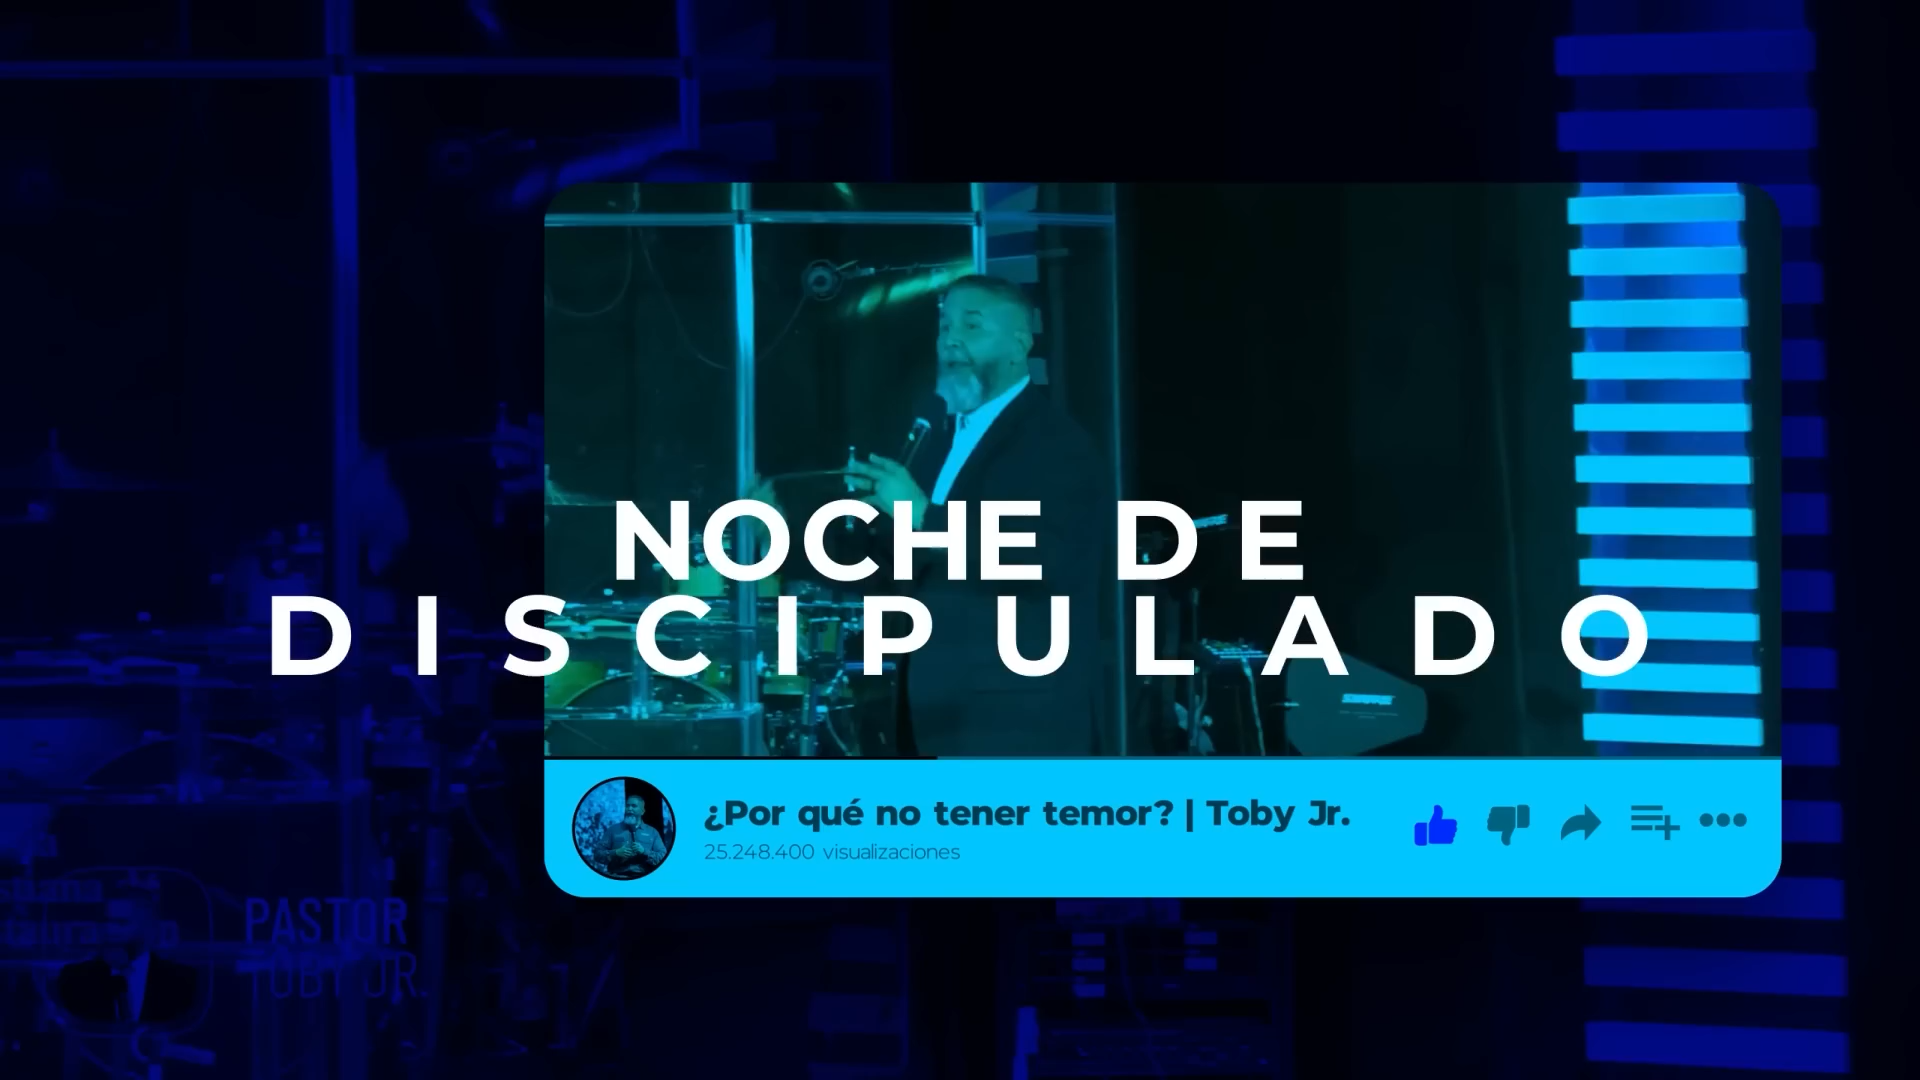 NOCHE DE
DISCIPULADO
¿Por qué no tener temor? | Toby Jr.
25.248.400 visualizaciones
PASTOR
TOBY JR.